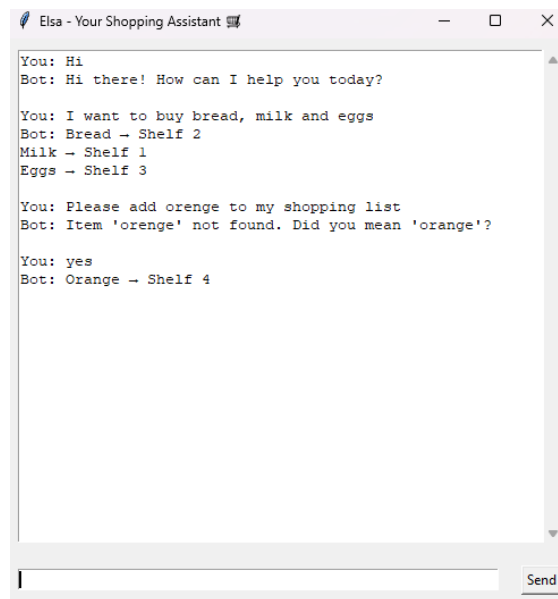 Elsa - Your Shopping Assistant 🛒
You: Hi
Bot: Hi there! How can I help you today?
You: I want to buy bread, milk and eggs
Bot: Bread → Shelf 2
Milk → Shelf 1
Eggs → Shelf 3
You: Please add orenge to my shopping list
Bot: Item 'orenge' not found. Did you mean 'orange'?
You: yes
Bot: Orange → Shelf 4
Send